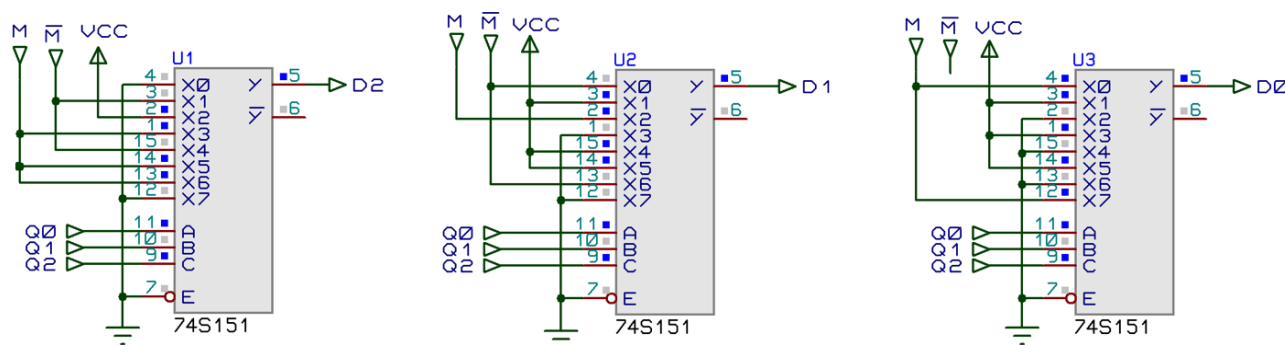 M M̅ VCC
U1
4 X0 Y 5 D2
3 X1
2 X2 Y̅ 6
1 X3
15 X4
14 X5
13 X6
12 X7
Q0 11 A
Q1 10 B
Q2 9 C
7 E
74S151
M M̅ VCC
U2
4 X0 Y 5 D1
3 X1
2 X2 Y̅ 6
1 X3
15 X4
14 X5
13 X6
12 X7
Q0 11 A
Q1 10 B
Q2 9 C
7 E
74S151
M M̅ VCC
U3
4 X0 Y 5 D0
3 X1
2 X2 Y̅ 6
1 X3
15 X4
14 X5
13 X6
12 X7
Q0 11 A
Q1 10 B
Q2 9 C
7 E
74S151